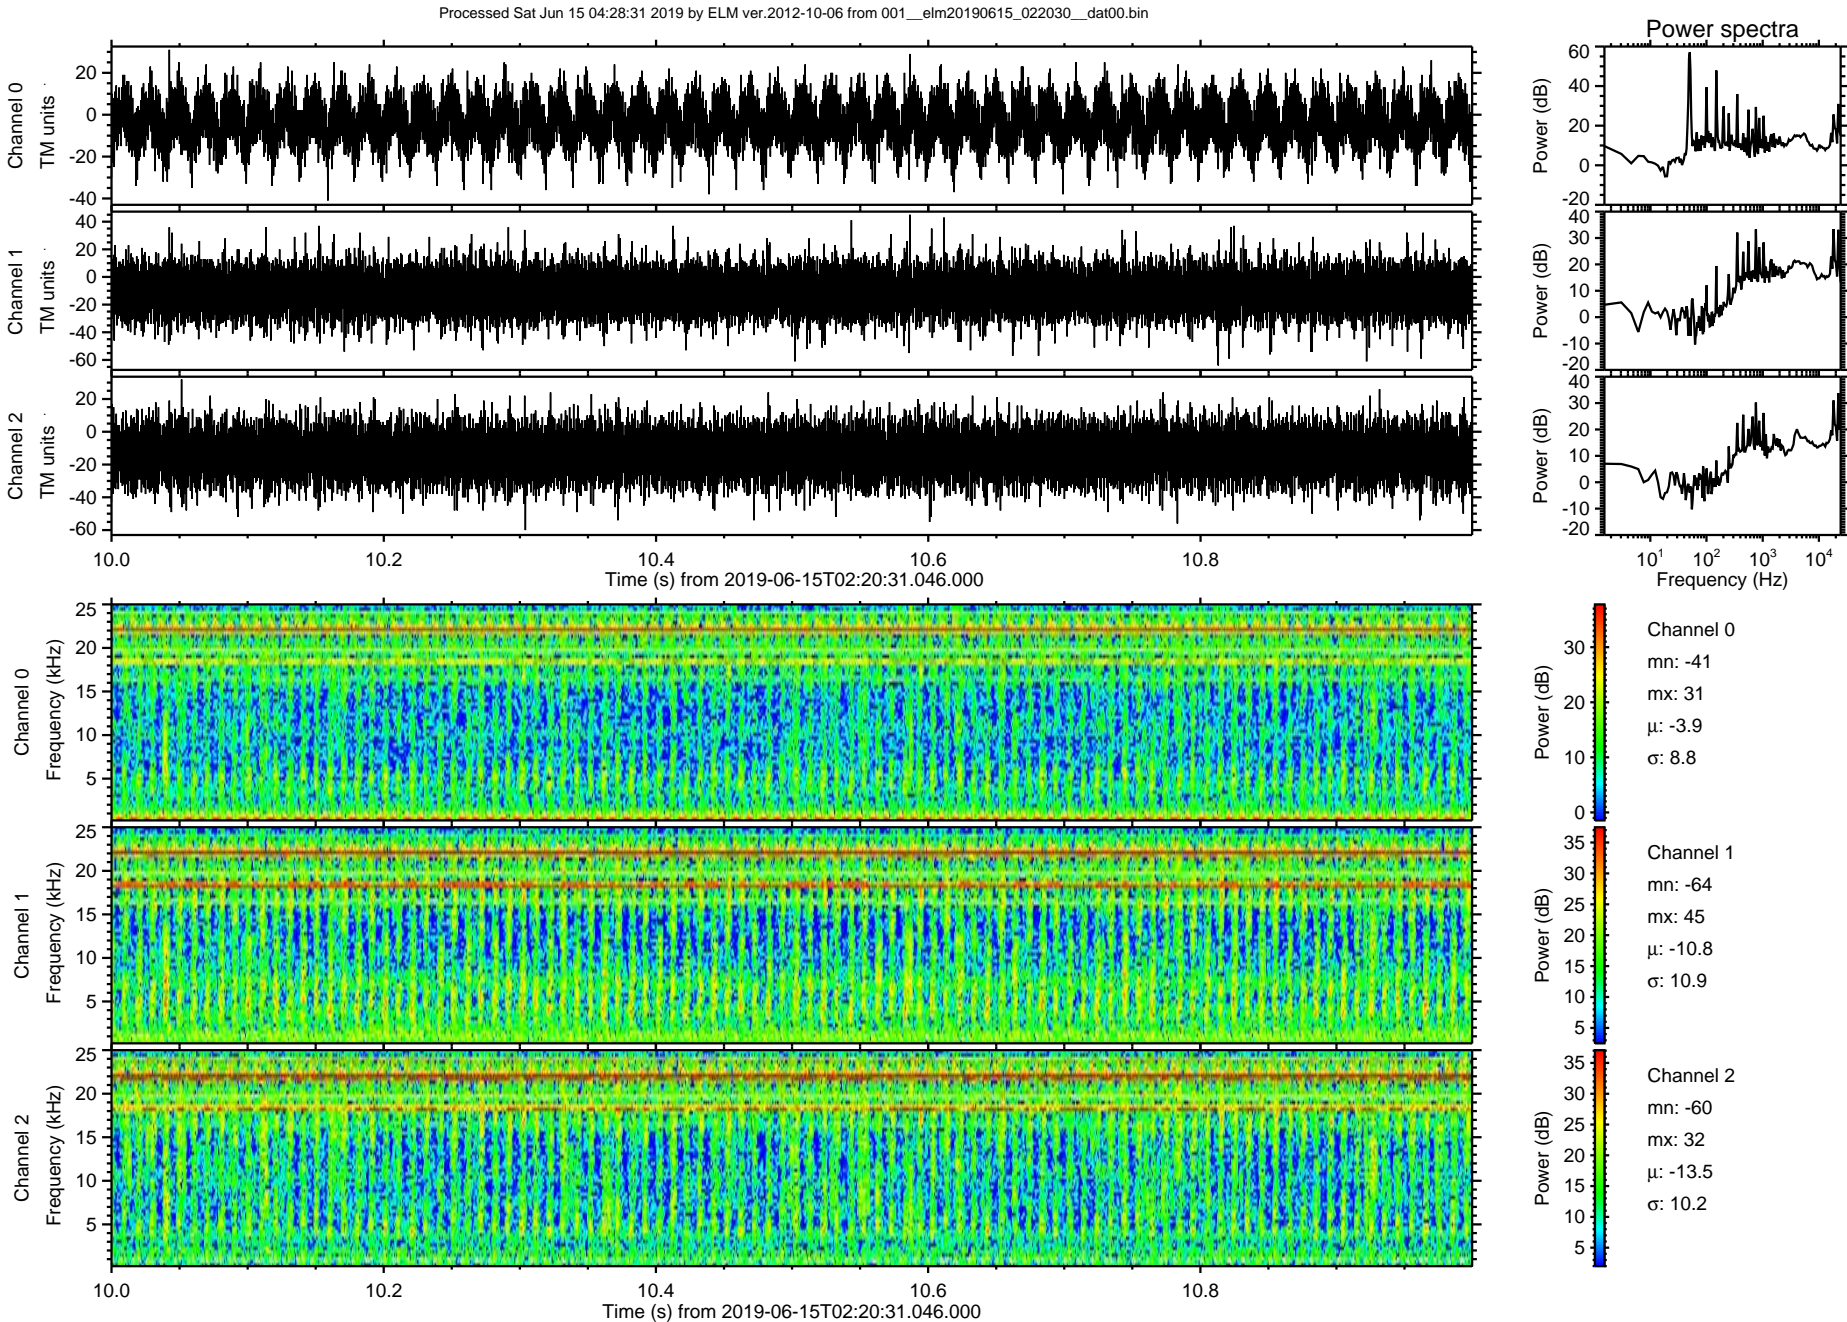 Processed Sat Jun 15 04:28:31 2019 by ELM ver.2012-10-06 from 001__elm20190615_022030__dat00.bin
Power spectra
Channel 0
TM units
20
0
-20
-40
Power (dB)
60
40
20
0
-20
Channel 1
TM units
40
20
0
-20
-40
-60
Power (dB)
40
30
20
10
0
-10
-20
Channel 2
TM units
20
0
-20
-40
-60
Power (dB)
40
30
20
10
0
-10
-20
10.0 10.2 10.4 10.6 10.8
Time (s) from 2019-06-15T02:20:31.046.000
10^1 10^2 10^3 10^4
Frequency (Hz)
Channel 0
Frequency (kHz)
25
20
15
10
5
Power (dB)
30
20
10
0
Channel 0
mn: -41
mx: 31
μ: -3.9
σ: 8.8
Channel 1
Frequency (kHz)
25
20
15
10
5
Power (dB)
35
30
25
20
15
10
5
Channel 1
mn: -64
mx: 45
μ: -10.8
σ: 10.9
Channel 2
Frequency (kHz)
25
20
15
10
5
Power (dB)
35
30
25
20
15
10
5
Channel 2
mn: -60
mx: 32
μ: -13.5
σ: 10.2
10.0 10.2 10.4 10.6 10.8
Time (s) from 2019-06-15T02:20:31.046.000